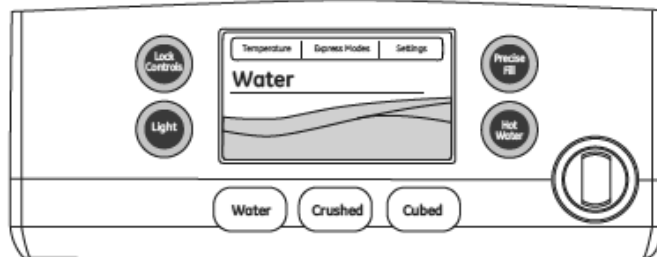 Lock
Controls
Temperature Express Modes Settings
Precise
Fill
Water
Light
Hot
Water
Water Crushed Cubed